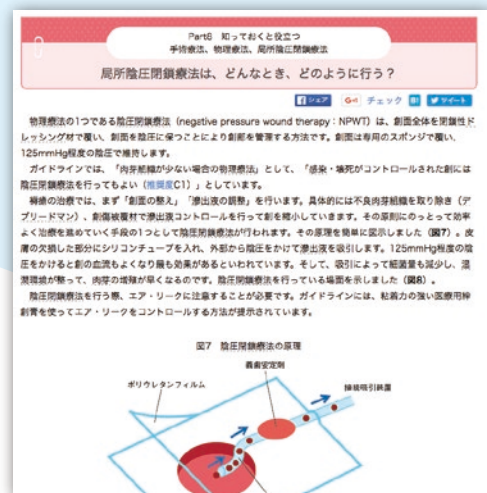 Part6 知っておくと役立つ
手術療法、物理療法、局所陰圧閉鎖療法
局所陰圧閉鎖療法は、どんなとき、どのように行う?
シェア G+1 チェック B! ツイート
物理療法の1つである陰圧閉鎖療法(negative pressure wound therapy:NPWT)は、創面全体を閉鎖性ド
レッシング材で覆い、創面を陰圧に保つことにより創部を管理する方法です。創面は専用のスポンジで覆い、
125mmHg程度の陰圧で維持します。
ガイドラインでは、「肉芽組織が少ない場合の物理療法」として、「感染・壊死がコントロールされた創には
陰圧閉鎖療法を行ってもよい(推奨度C1)」としています。
褥瘡の治療では、まず「創面の整え」「滲出液の調整」を行います。具体的には不良肉芽組織を取り除き(デ
ブリードマン)、創傷被覆材で滲出液コントロールを行って創を縮小していきます。その原則にのっとって効率
よく治療を進めていく手段の1つとして陰圧閉鎖療法が行われます。その原理を簡単に図示しました(図7)。皮
膚の欠損した部分にシリコンチューブを入れ、外部から陰圧をかけて滲出液を吸引します。125mmHg程度の陰
圧をかけると創の血流もよくなり最も効果があるといわれています。そして、吸引によって細菌量も減少し、湿
潤環境が整って、肉芽の増殖が早くなるのです。陰圧閉鎖療法を行っている場面を示しました(図8)。
陰圧閉鎖療法を行う際、エア・リークに注意することが必要です。ガイドラインには、粘着力の強い医療用絆
創膏を使ってエア・リークをコントロールする方法が提示されています。
図7 陰圧閉鎖療法の原理
義歯安定剤
ポリウレタンフィルム
持続吸引装置